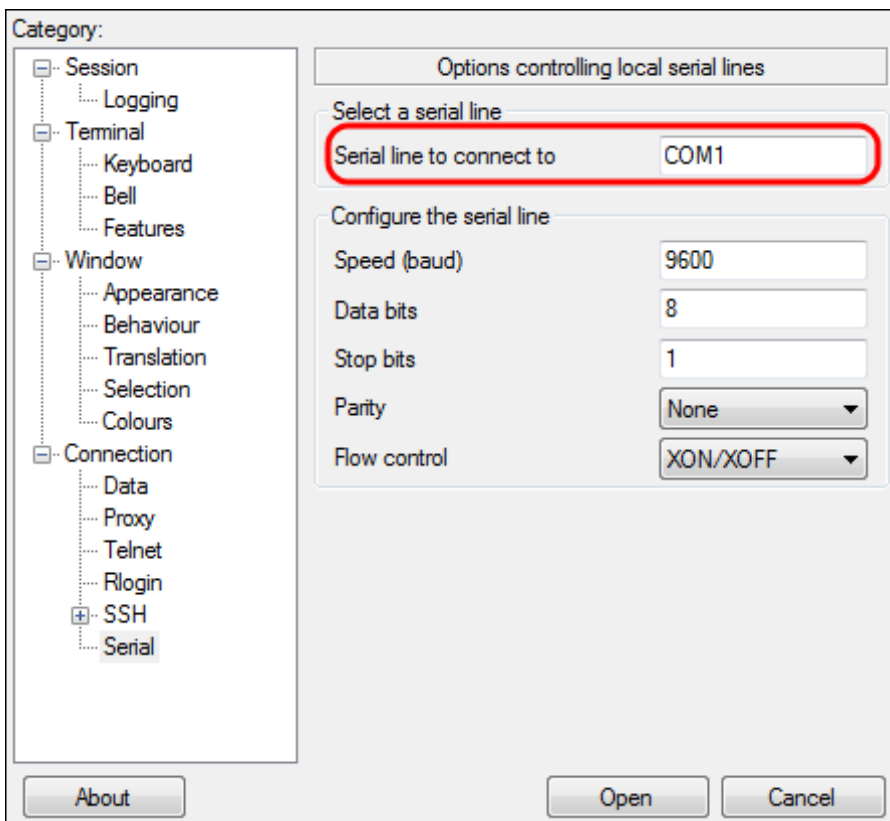 Category:
Session
Logging
Terminal
Keyboard
Bell
Features
Window
Appearance
Behaviour
Translation
Selection
Colours
Connection
Data
Proxy
Telnet
Rlogin
SSH
Serial
Options controlling local serial lines
Select a serial line
Serial line to connect to COM1
Configure the serial line
Speed (baud) 9600
Data bits 8
Stop bits 1
Parity None
Flow control XON/XOFF
About Open Cancel